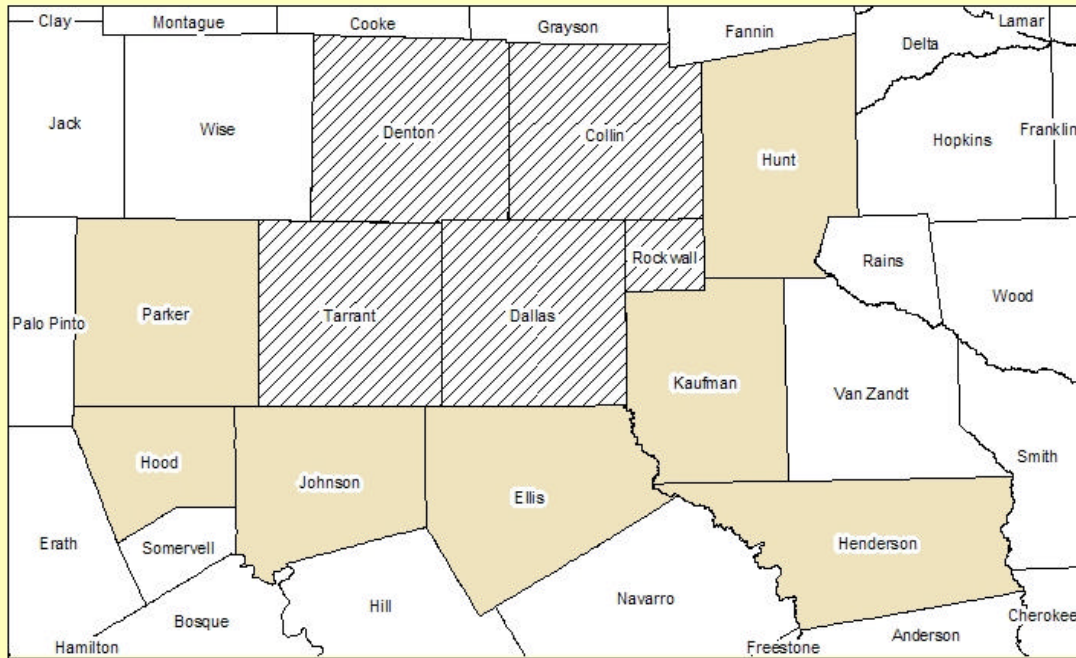 Clay
Montague
Cooke
Grayson
Fannin
Lamar
Delta
Jack
Wise
Denton
Collin
Hunt
Hopkins
Franklin
Palo Pinto
Parker
Tarrant
Dallas
Rockwall
Rains
Wood
Kaufman
Van Zandt
Hood
Johnson
Ellis
Smith
Erath
Somervell
Henderson
Hill
Navarro
Bosque
Hamilton
Freestone
Anderson
Cherokee